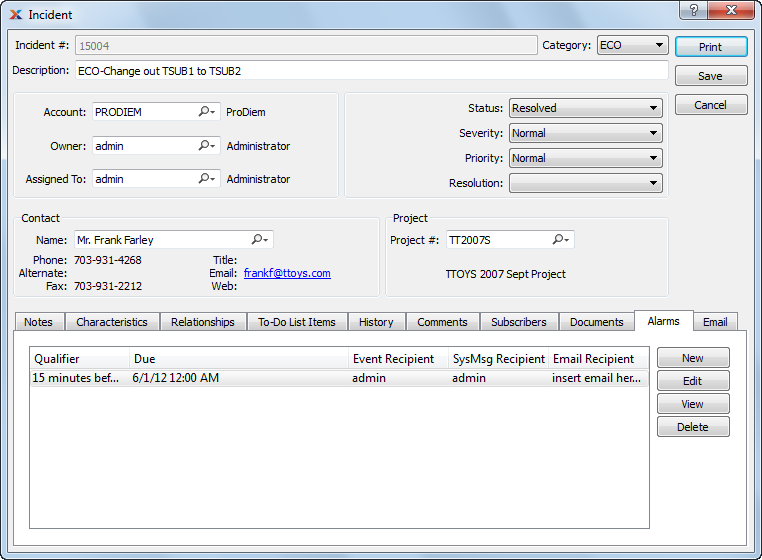 Incident
Incident #: 15004 Category: ECO Print
Description: ECO-Change out TSUB1 to TSUB2 Save
Cancel
Account: PRODIEM ProDiem Status: Resolved
Owner: admin Administrator Severity: Normal
Assigned To: admin Administrator Priority: Normal
Resolution:
Contact Project
Name: Mr. Frank Farley Project #: TT2007S
Phone: 703-931-4268 Title:
Alternate: Email: frankf@ttoys.com TTOYS 2007 Sept Project
Fax: 703-931-2212 Web:
Notes Characteristics Relationships To-Do List Items History Comments Subscribers Documents Alarms Email
Qualifier Due Event Recipient SysMsg Recipient Email Recipient New
15 minutes bef... 6/1/12 12:00 AM admin admin insert email her... Edit
View
Delete